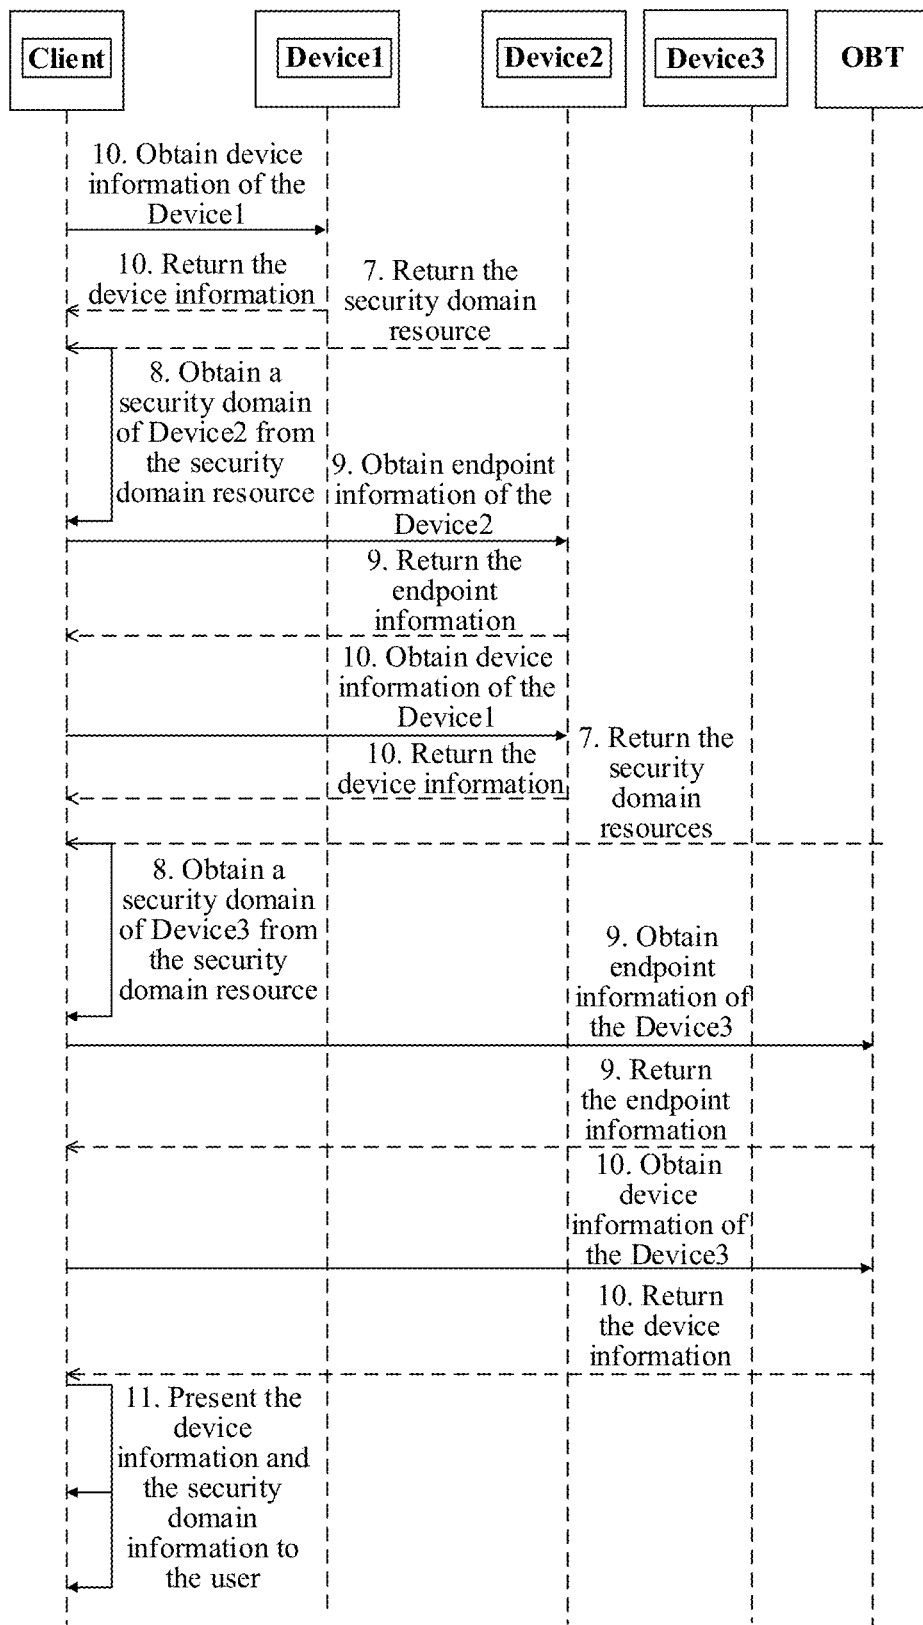 Client
Device1
Device2
Device3
OBT
10. Obtain device
information of the
Device1
10. Return the
device information
7. Return the
security domain
resource
8. Obtain a
security domain
of Device2 from
the security
domain resource
9. Obtain endpoint
information of the
Device2
9. Return the
endpoint
information
10. Obtain device
information of the
Device1
10. Return the
device information
7. Return the
security
domain
resources
8. Obtain a
security domain
of Device3 from
the security
domain resource
9. Obtain
endpoint
information of
the Device3
9. Return
the endpoint
information
10. Obtain
device
information of
the Device3
10. Return
the device
information
11. Present the
device
information and
the security
domain
information to
the user